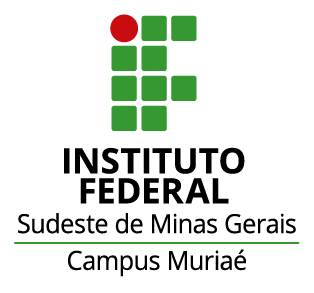 INSTITUTO
FEDERAL
Sudeste de Minas Gerais
Campus Muriaé